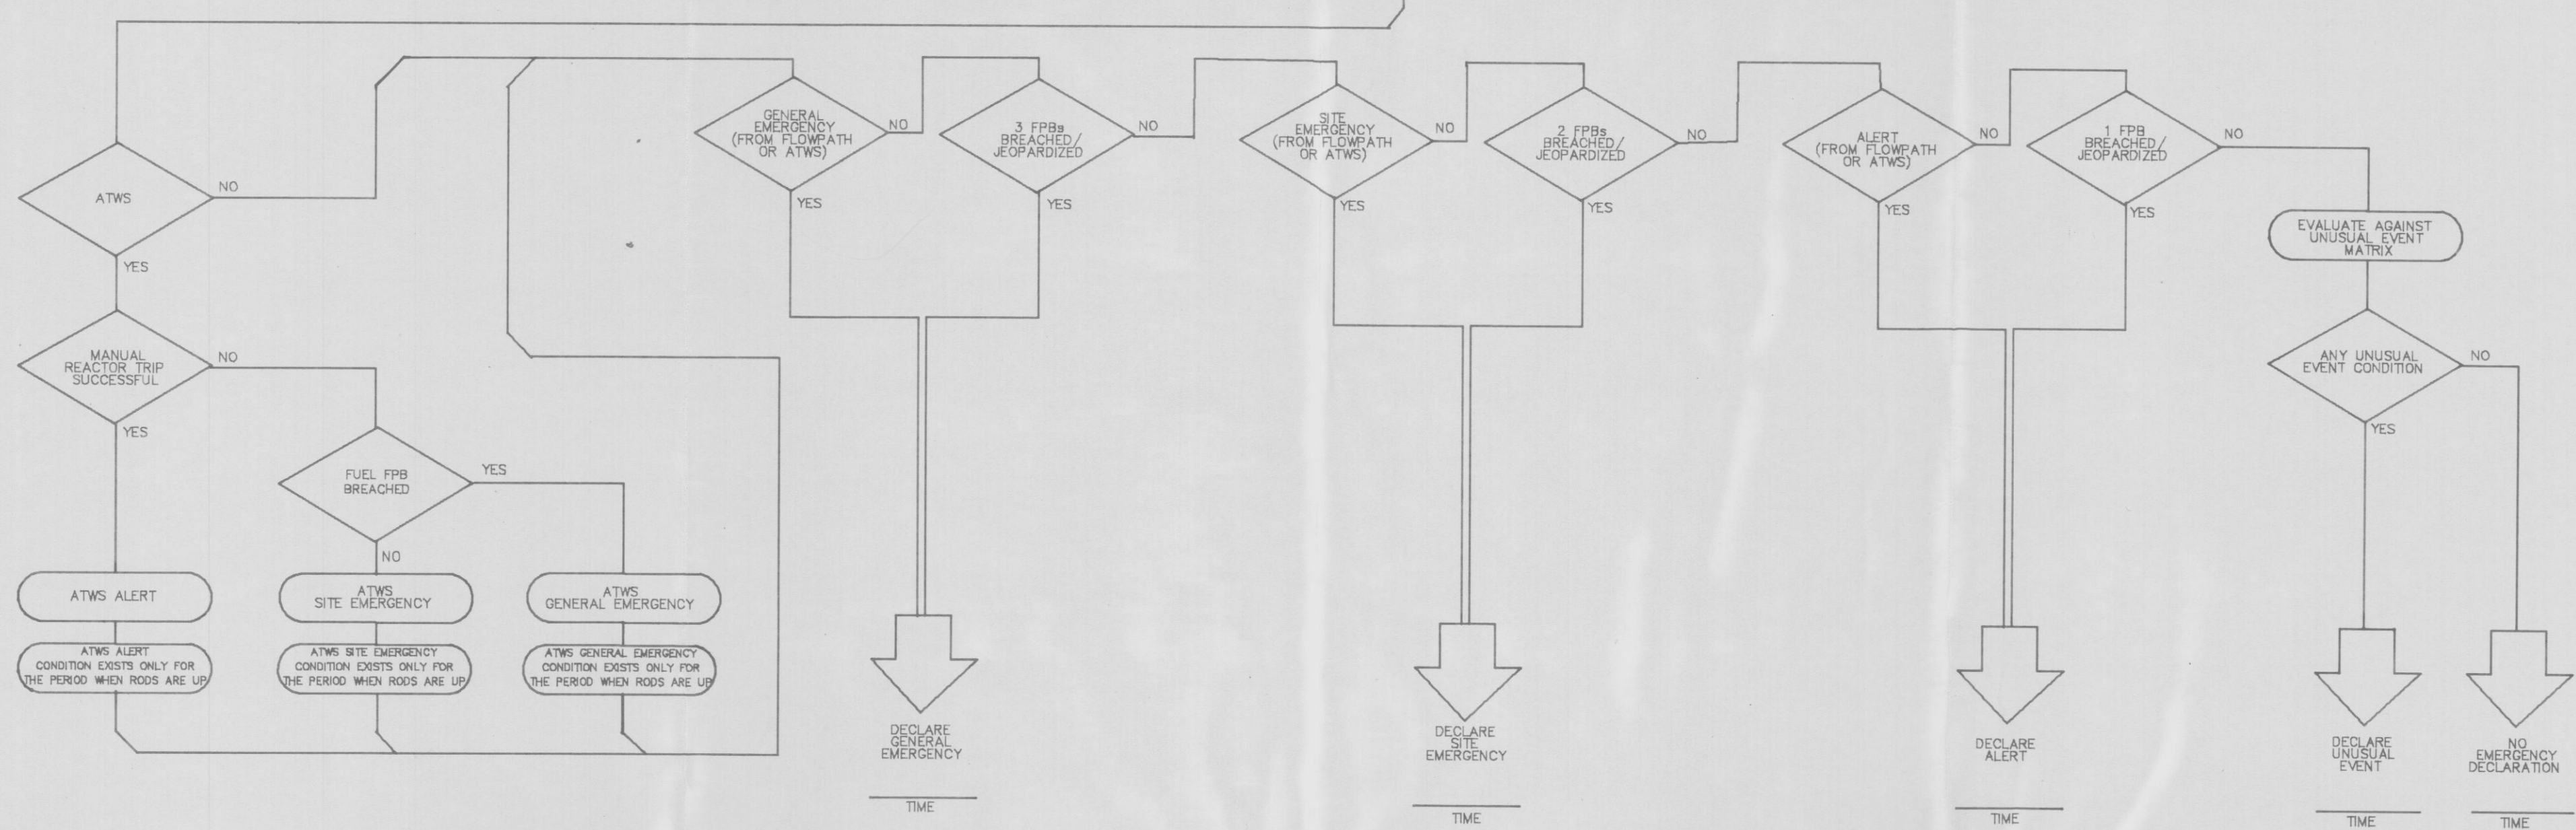 ATWS
NO
YES
MANUAL
REACTOR TRIP
SUCCESSFUL
NO
YES
FUEL FPB
BREACHED
YES
NO
ATWS ALERT
ATWS ALERT
CONDITION EXISTS ONLY FOR
THE PERIOD WHEN RODS ARE UP
ATWS
SITE EMERGENCY
ATWS SITE EMERGENCY
CONDITION EXISTS ONLY FOR
THE PERIOD WHEN RODS ARE UP
ATWS
GENERAL EMERGENCY
ATWS GENERAL EMERGENCY
CONDITION EXISTS ONLY FOR
THE PERIOD WHEN RODS ARE UP
GENERAL
EMERGENCY
(FROM FLOWPATH
OR ATWS)
NO
YES
3 FPBs
BREACHED/
JEOPARDIZED
NO
YES
DECLARE
GENERAL
EMERGENCY
TIME
SITE
EMERGENCY
(FROM FLOWPATH
OR ATWS)
NO
YES
2 FPBs
BREACHED/
JEOPARDIZED
NO
YES
DECLARE
SITE
EMERGENCY
TIME
ALERT
(FROM FLOWPATH
OR ATWS)
NO
YES
1 FPB
BREACHED/
JEOPARDIZED
NO
YES
DECLARE
ALERT
TIME
EVALUATE AGAINST
UNUSUAL EVENT
MATRIX
ANY UNUSUAL
EVENT CONDITION
NO
YES
DECLARE
UNUSUAL
EVENT
TIME
NO
EMERGENCY
DECLARATION
TIME